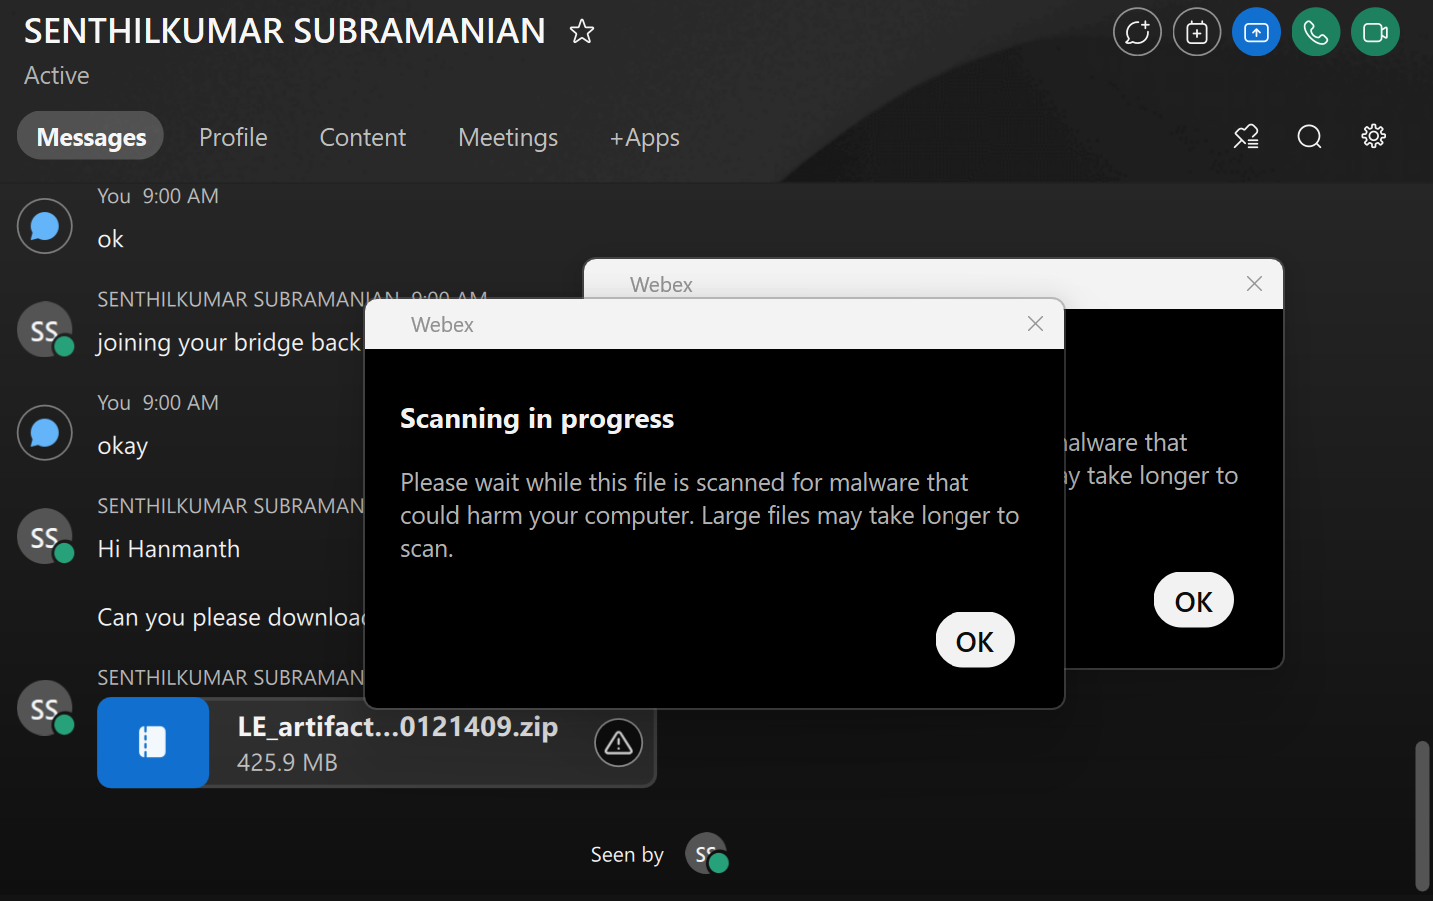 SENTHILKUMAR SUBRAMANIAN
Active
Messages Profile Content Meetings +Apps
You 9:00 AM
ok
SENTHILKUMAR SUBRAMANIAN 9:00 AM
SS
joining your bridge back
You 9:00 AM
okay
SENTHILKUMAR SUBRAMAN
SS
Hi Hanmanth
Can you please download
SENTHILKUMAR SUBRAMAN
SS
LE_artifact...0121409.zip
425.9 MB
Seen by SS
Webex
Webex
Scanning in progress
Please wait while this file is scanned for malware that
could harm your computer. Large files may take longer to
scan.
OK
malware that
ay take longer to
OK